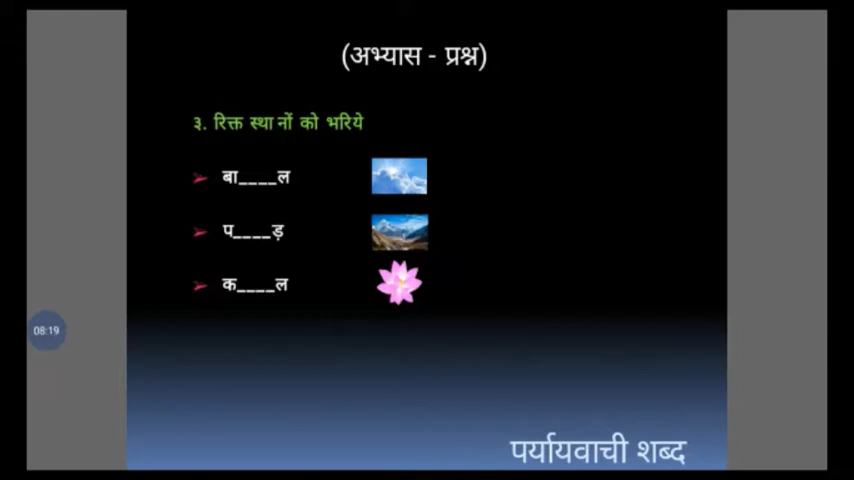 (अभ्यास - प्रश्न)
३. रिक्त स्थानों को भरिये
➢ बा____ल
➢ प____ड़
➢ क____ल
08:19
पर्यायवाची शब्द